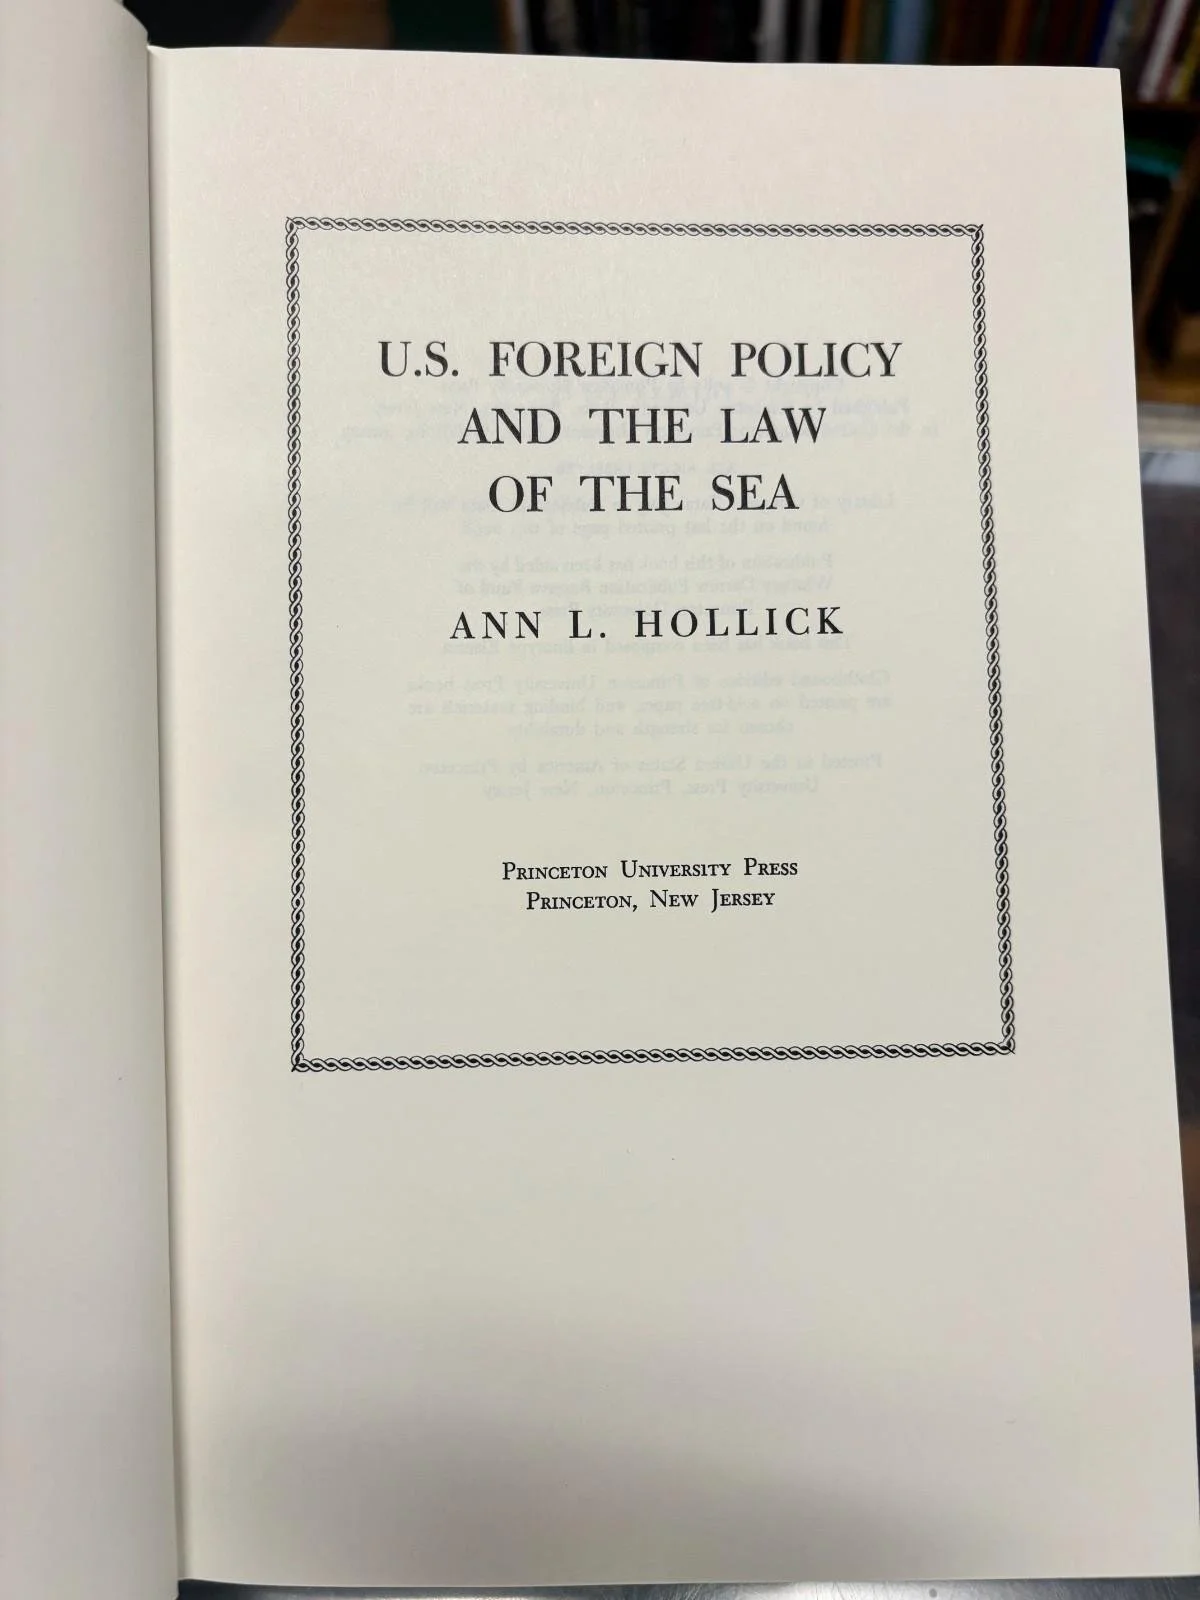 U.S. FOREIGN POLICY
AND THE LAW
OF THE SEA
ANN L. HOLLICK
PRINCETON UNIVERSITY PRESS
PRINCETON, NEW JERSEY